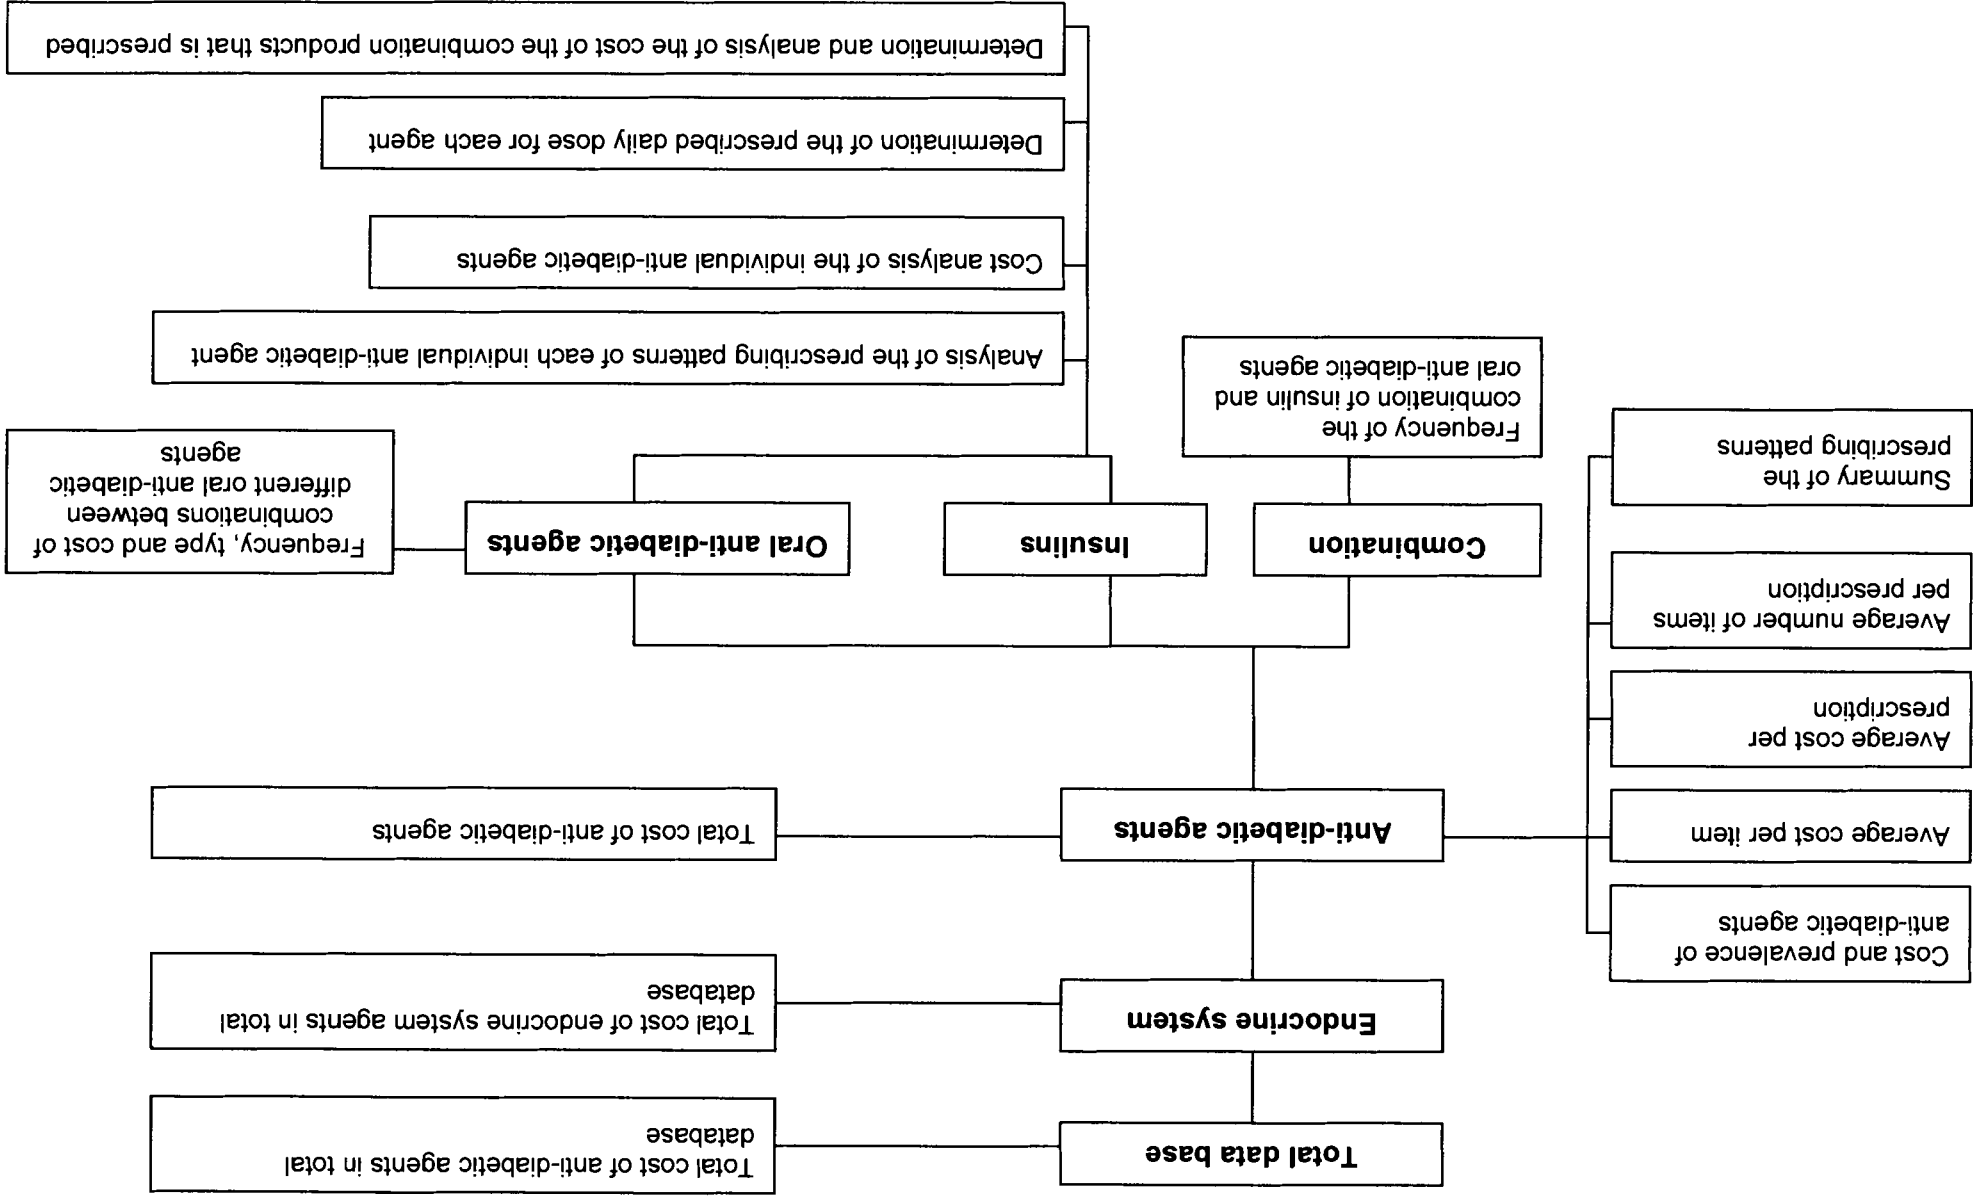 Total data base
Total cost of anti-diabetic agents in total
database
Endocrine system
Total cost of endocrine system agents in total
database
Cost and prevalence of
anti-diabetic agents
Average cost per item
Average cost per
prescription
Average number of items
per prescription
Summary of the
prescribing patterns
Anti-diabetic agents
Total cost of anti-diabetic agents
Combination
Insulins
Oral anti-diabetic agents
Frequency, type and cost of
combinations between
different oral anti-diabetic
agents
Frequency of the
combination of insulin and
oral anti-diabetic agents
Analysis of the prescribing patterns of each individual anti-diabetic agent
Cost analysis of the individual anti-diabetic agents
Determination of the prescribed daily dose for each agent
Determination and analysis of the cost of the combination products that is prescribed